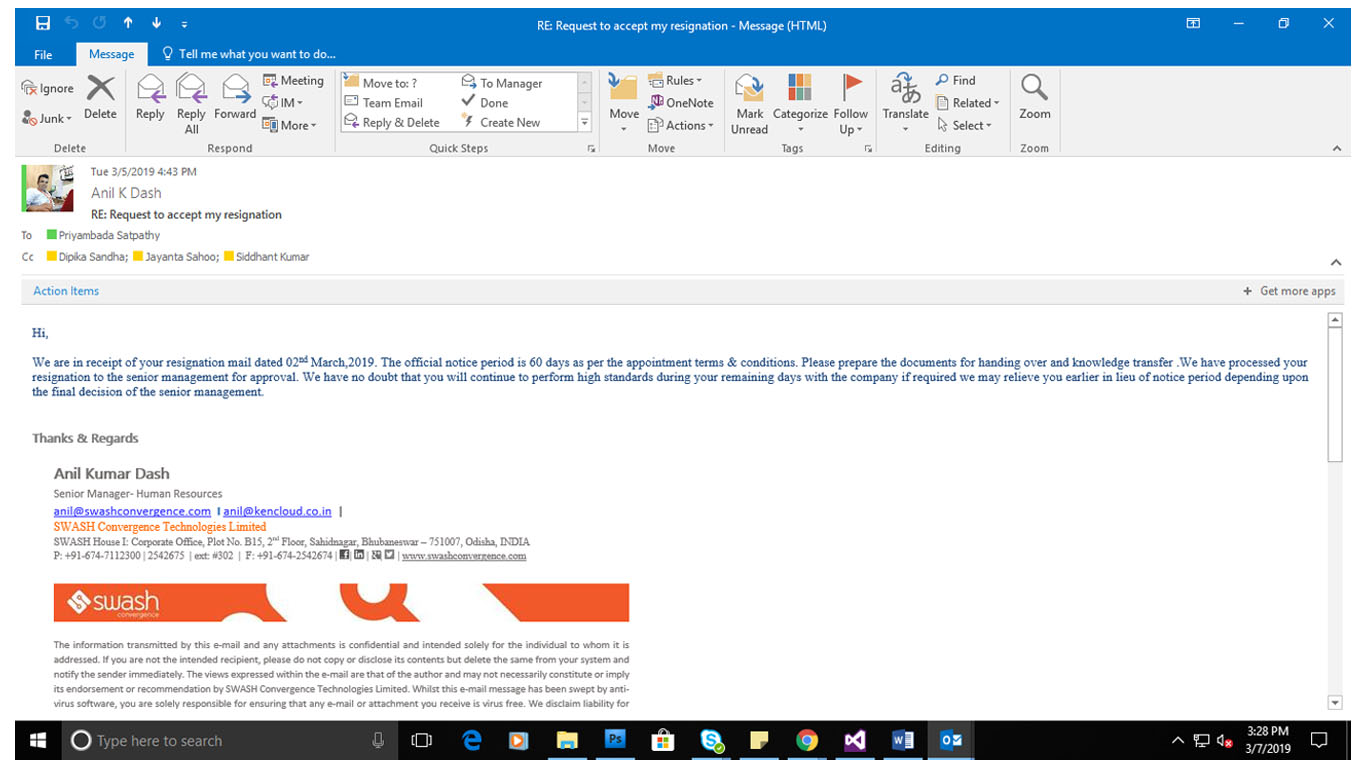 RE: Request to accept my resignation - Message (HTML)
File Message Tell me what you want to do...
Ignore
Junk
Delete
Reply
Reply All
Forward
Meeting
IM
More
Move to: ?
Team Email
Reply & Delete
To Manager
Done
Create New
Move
Rules
OneNote
Actions
Mark Unread
Categorize
Follow Up
Translate
Find
Related
Select
Zoom
Delete Respond Quick Steps Move Tags Editing Zoom
Tue 3/5/2019 4:43 PM
Anil K Dash
RE: Request to accept my resignation
To Priyambada Satpathy
Cc Dipika Sandha; Jayanta Sahoo; Siddhant Kumar
Action Items + Get more apps
Hi,
We are in receipt of your resignation mail dated 02nd March,2019. The official notice period is 60 days as per the appointment terms & conditions. Please prepare the documents for handing over and knowledge transfer .We have processed your
resignation to the senior management for approval. We have no doubt that you will continue to perform high standards during your remaining days with the company if required we may relieve you earlier in lieu of notice period depending upon
the final decision of the senior management.
Thanks & Regards
Anil Kumar Dash
Senior Manager- Human Resources
anil@swashconvergence.com I anil@kencloud.co.in |
SWASH Convergence Technologies Limited
SWASH House I: Corporate Office, Plot No. B15, 2nd Floor, Sahidnagar, Bhubaneswar – 751007, Odisha, INDIA
P: +91-674-7112300 | 2542675 | ext: #302 | F: +91-674-2542674 | | | | www.swashconvergence.com
swash
convergence
The information transmitted by this e-mail and any attachments is confidential and intended solely for the individual to whom it is
addressed. If you are not the intended recipient, please do not copy or disclose its contents but delete the same from your system and
notify the sender immediately. The views expressed within the e-mail are that of the author and may not necessarily constitute or imply
its endorsement or recommendation by SWASH Convergence Technologies Limited. Whilst this e-mail message has been swept by anti-
virus software, you are solely responsible for ensuring that any e-mail or attachment you receive is virus free. We disclaim liability for
Type here to search
Ps
3:28 PM
3/7/2019